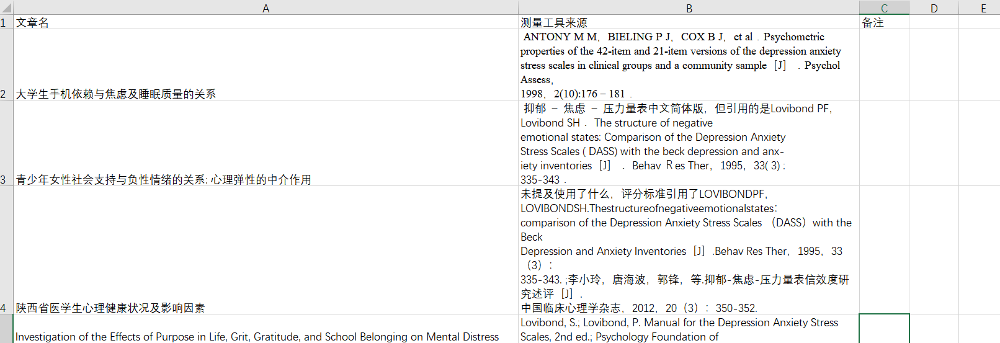 A B C D E
1 文章名 测量工具来源 备注
ANTONY M M，BIELING P J，COX B J，et al．Psychometric
properties of the 42-item and 21-item versions of the depression anxiety
stress scales in clinical groups and a community sample［J］．Psychol
Assess，
2 大学生手机依赖与焦虑及睡眠质量的关系 1998，2(10):176－181．
抑郁 － 焦虑 － 压力量表中文简体版，但引用的是Lovibond PF，
Lovibond SH．The structure of negative
emotional states: Comparison of the Depression Anxiety
Stress Scales ( DASS) with the beck depression and anx-
iety inventories［J］．Behav Ｒes Ther，1995，33( 3) :
3 青少年女性社会支持与负性情绪的关系: 心理弹性的中介作用 335-343．
未提及使用了什么，评分标准引用了LOVIBONDPF，
LOVIBONDSH.Thestructureofnegativeemotionalstates：
comparison of the Depression Anxiety Stress Scales （DASS）with the
Beck
Depression and Anxiety Inventories［J］.Behav Res Ther，1995，33
（3）：
335-343. ;李小玲，唐海波，郭锋，等.抑郁-焦虑-压力量表信效度研
究述评［J］.
4 陕西省医学生心理健康状况及影响因素 中国临床心理学杂志，2012，20（3）：350-352.
Lovibond, S.; Lovibond, P. Manual for the Depression Anxiety Stress
Investigation of the Effects of Purpose in Life, Grit, Gratitude, and School Belonging on Mental Distress Scales, 2nd ed.; Psychology Foundation of